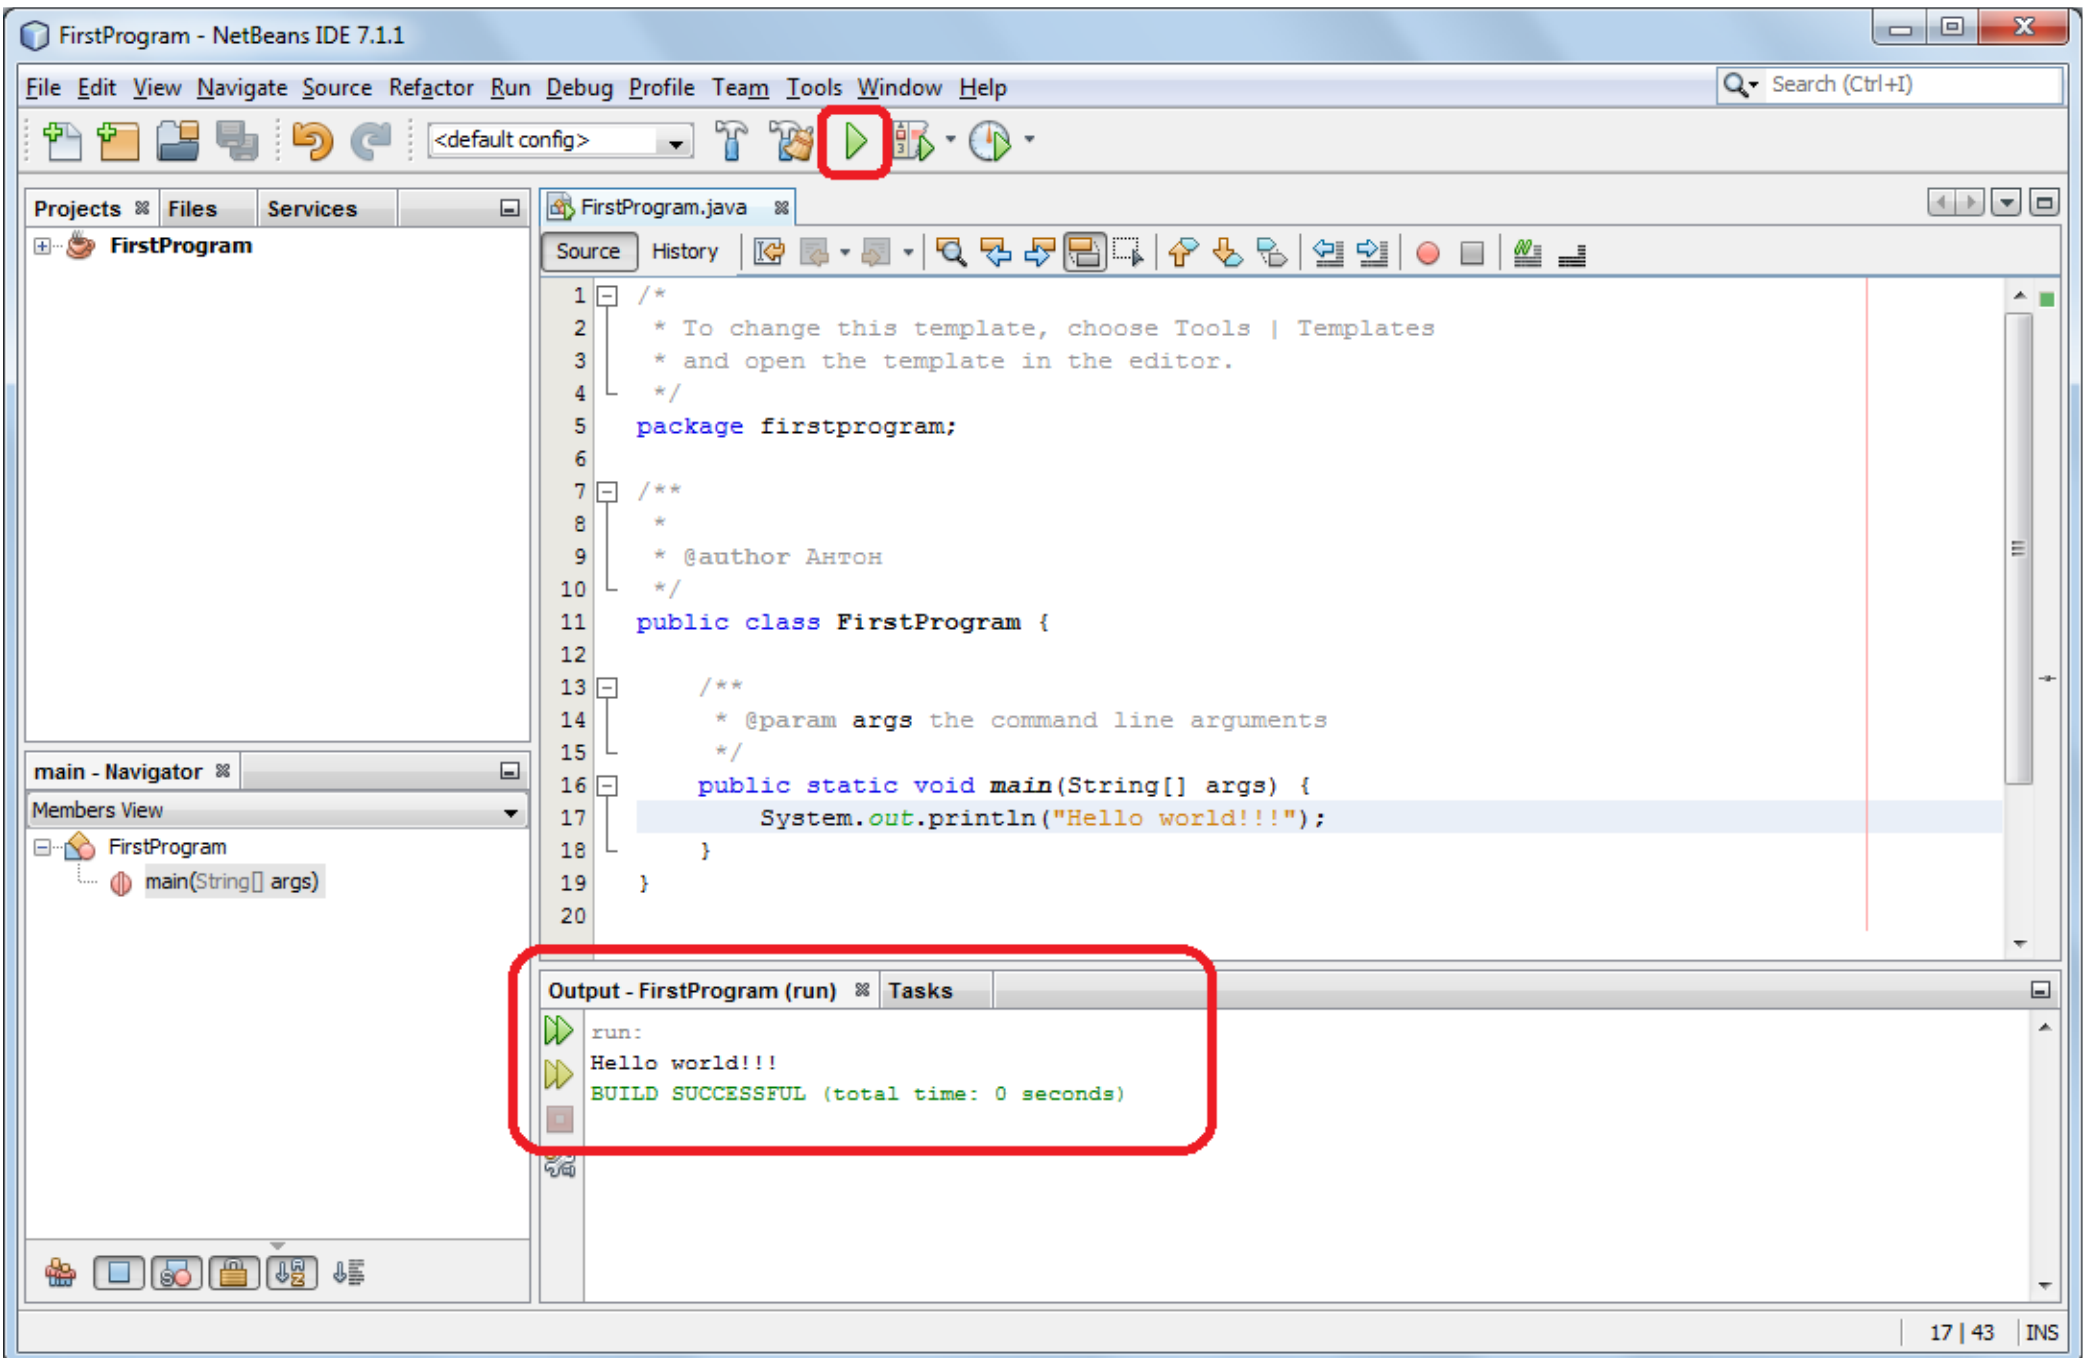 FirstProgram - NetBeans IDE 7.1.1
File Edit View Navigate Source Refactor Run Debug Profile Team Tools Window Help
Search (Ctrl+I)
<default config>
Projects Files Services
FirstProgram
main - Navigator
Members View
FirstProgram
main(String[] args)
FirstProgram.java
Source History
1 /*
2 * To change this template, choose Tools | Templates
3 * and open the template in the editor.
4 */
5 package firstprogram;
6
7 /**
8 *
9 * @author Антон
10 */
11 public class FirstProgram {
12
13 /**
14 * @param args the command line arguments
15 */
16 public static void main(String[] args) {
17 System.out.println("Hello world!!!");
18 }
19 }
20
Output - FirstProgram (run) Tasks
run:
Hello world!!!
BUILD SUCCESSFUL (total time: 0 seconds)
17 | 43 INS